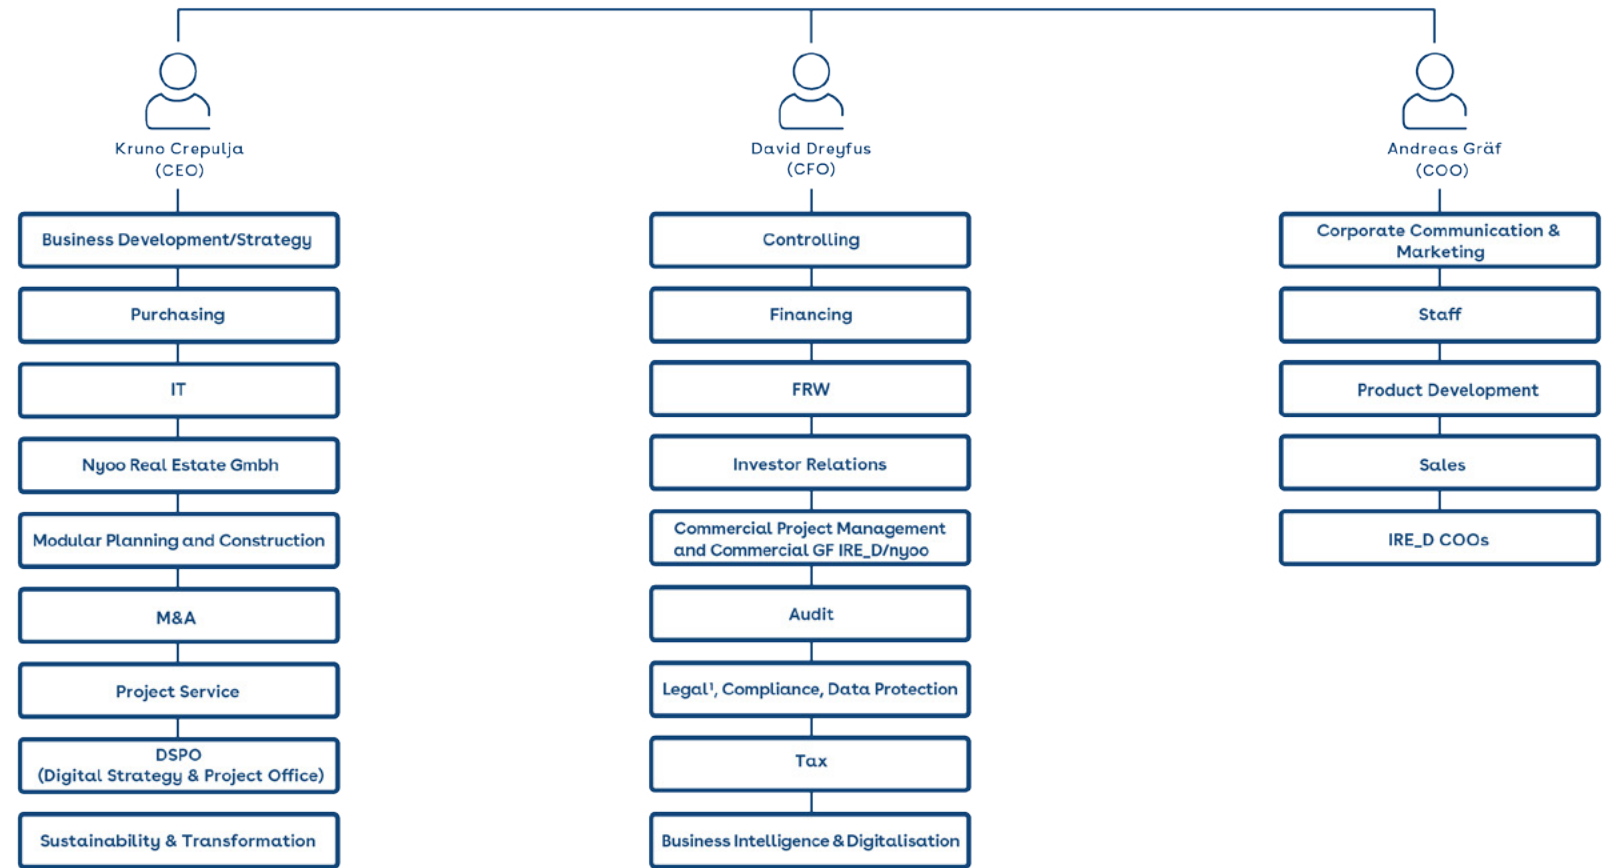 Kruno Crepulja
(CEO)
Business Development/Strategy
Purchasing
IT
Nyoo Real Estate Gmbh
Modular Planning and Construction
M&A
Project Service
DSPO
(Digital Strategy & Project Office)
Sustainability & Transformation
David Dreyfus
(CFO)
Controlling
Financing
FRW
Investor Relations
Commercial Project Management
and Commercial GF IRE_D/nyoo
Audit
Legal¹, Compliance, Data Protection
Tax
Business Intelligence & Digitalisation
Andreas Gräf
(COO)
Corporate Communication &
Marketing
Staff
Product Development
Sales
IRE_D COOs